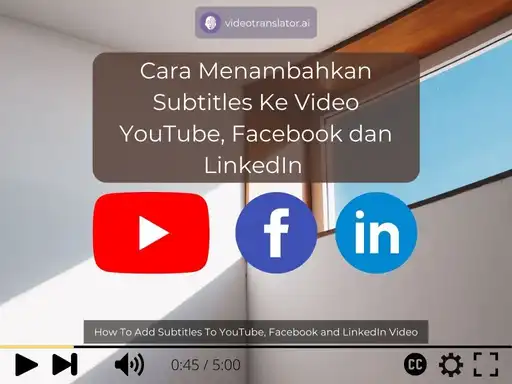 videotranslator.ai
Cara Menambahkan
Subtitles Ke Video
YouTube, Facebook dan
LinkedIn
f
in
How To Add Subtitles To YouTube, Facebook and LinkedIn Video
0:45 / 5:00
CC